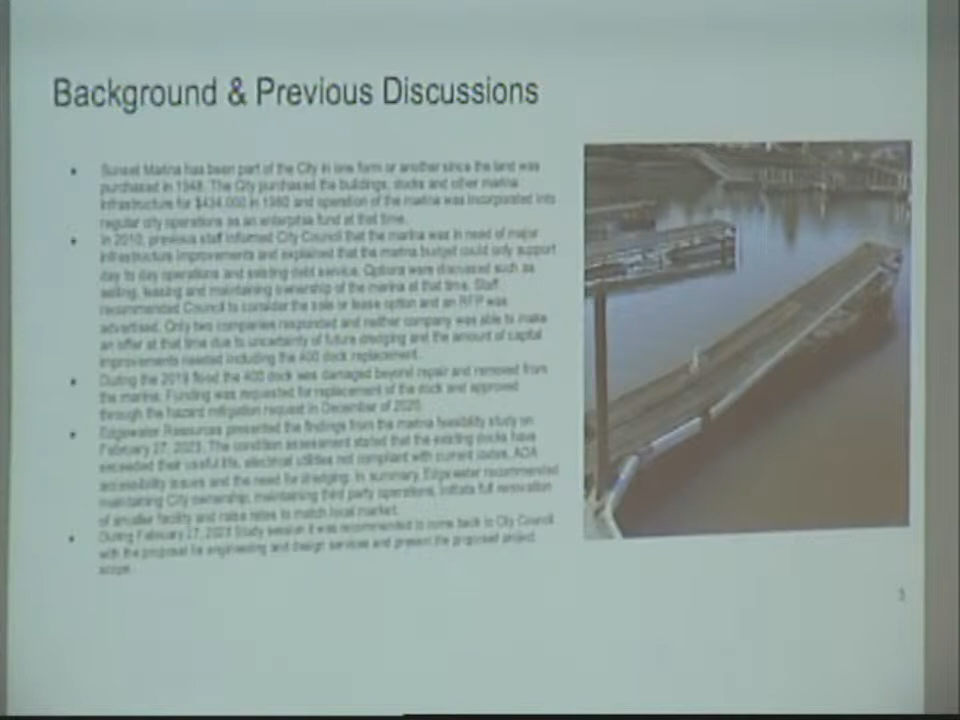 Background & Previous Discussions
• Sunset Marina has been part of the City in one form or another since the land was
purchased in 1948. The City purchased the buildings, docks and other marina
infrastructure for $434,000 in 1980 and operation of the marina was incorporated into
regular city operations as an enterprise fund at that time.
• In 2010, previous staff informed City Council that the marina was in need of major
infrastructure improvements and explained that the marina budget could only support
day to day operations and existing debt service. Options were discussed such as
selling, leasing and maintaining ownership of the marina at that time. Staff
recommended Council to consider the sale or lease option and an RFP was
advertised. Only two companies responded and neither company was able to make
an offer at that time due to uncertainty of future dredging and the amount of capital
improvements needed including the 400 dock replacement.
• During the 2019 flood the 400 dock was damaged beyond repair and removed from
the marina. Funding was requested for replacement of the dock and approved
through the hazard mitigation request in December of 2020.
• Edgewater Resources presented the findings from the marina feasibility study on
February 27, 2023. The condition assessment stated that the existing docks have
exceeded their useful life, electrical utilities not compliant with current codes, ADA
accessibility issues and the need for dredging. In summary, Edgewater recommended
maintaining City ownership, maintaining third party operations, initiate full renovation
of smaller facility and raise rates to match local market.
• During February 27, 2023 Study session it was recommended to come back to City Council
with the proposal for engineering and design services and present the proposed project
scope.
3